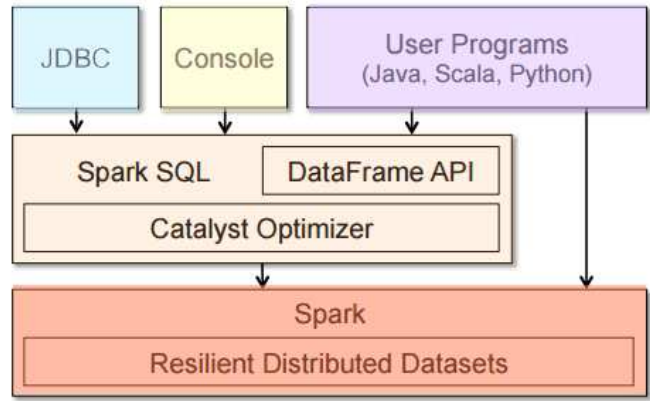 JDBC
Console
User Programs
(Java, Scala, Python)
Spark SQL
DataFrame API
Catalyst Optimizer
Spark
Resilient Distributed Datasets